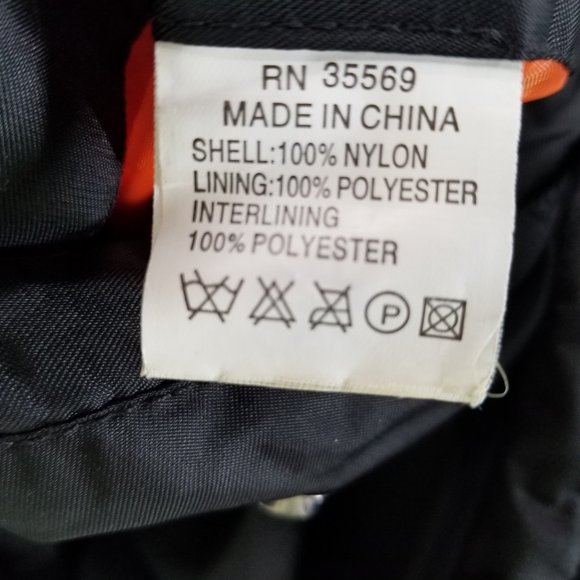 RN 35569
MADE IN CHINA
SHELL:100% NYLON
LINING:100% POLYESTER
INTERLINING
100% POLYESTER
P